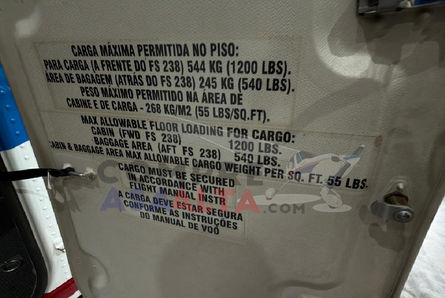 CARGA MÁXIMA PERMITIDA NO PISO:
PARA CARGA (A FRENTE DO FS 238) 544 KG (1200 LBS).
ÁREA DE BAGAGEM (ATRÁS DO FS 238) 245 KG (540 LBS).
PESO MÁXIMO PERMITIDO NA ÁREA DE
CABINE E DE CARGA - 268 KG/M2 (55 LBS/SQ.FT).
MAX ALLOWABLE FLOOR LOADING FOR CARGO:
CABIN (FWD FS 238) 1200 LBS.
BAGGAGE AREA (AFT FS 238) 540 LBS.
CABIN & BAGGAGE AREA MAX ALLOWABLE CARGO WEIGHT PER SQ. FT. 55 LBS.
CARGO MUST BE SECURED
IN ACCORDANCE WITH
FLIGHT MANUAL INSTR
A CARGA DEVE ESTAR SEGURA
CONFORME AS INSTRUÇÕES
DO MANUAL DE VOÔ